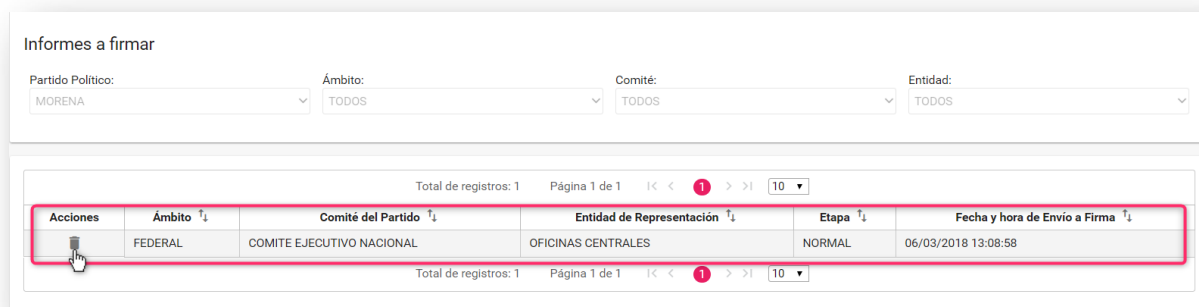 Informes a firmar
Partido Político: Ámbito: Comité: Entidad:
MORENA TODOS TODOS TODOS
Total de registros: 1 Página 1 de 1 1 10
Acciones Ámbito Comité del Partido Entidad de Representación Etapa Fecha y hora de Envío a Firma
FEDERAL COMITE EJECUTIVO NACIONAL OFICINAS CENTRALES NORMAL 06/03/2018 13:08:58
Total de registros: 1 Página 1 de 1 1 10